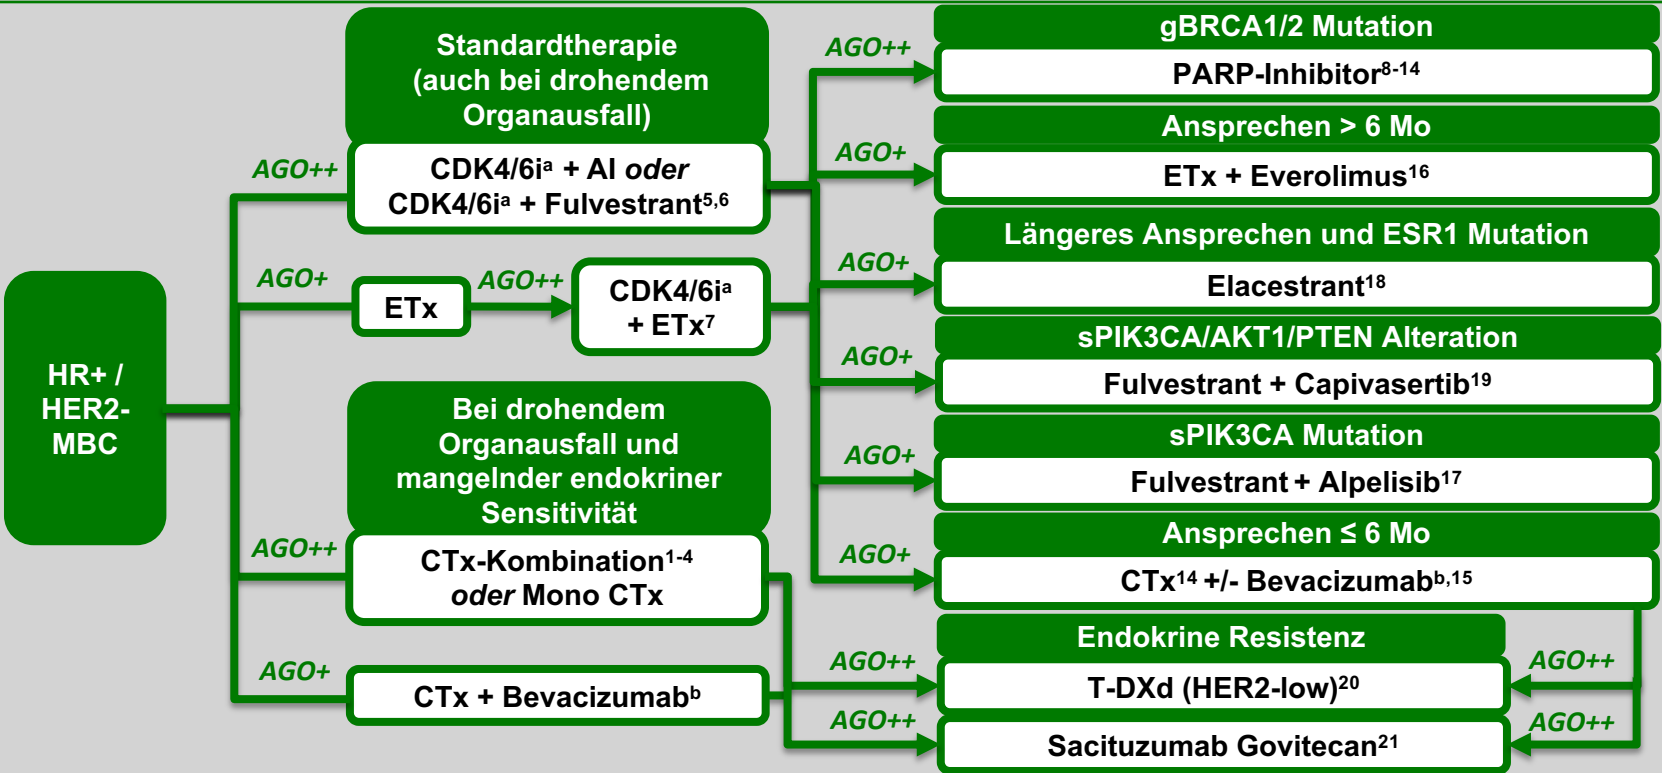 HR+ /
HER2-
MBC
AGO++
Standardtherapie
(auch bei drohendem
Organausfall)
CDK4/6iᵃ + AI oder
CDK4/6iᵃ + Fulvestrant⁵,⁶
AGO+
ETx
AGO++
CDK4/6iᵃ
+ ETx⁷
AGO++
Bei drohendem
Organausfall und
mangelnder endokriner
Sensitivität
CTx-Kombination¹⁻⁴
oder Mono CTx
AGO+
CTx + Bevacizumabᵇ
AGO++
gBRCA1/2 Mutation
PARP-Inhibitor⁸⁻¹⁴
AGO+
Ansprechen > 6 Mo
ETx + Everolimus¹⁶
AGO+
Längeres Ansprechen und ESR1 Mutation
Elacestrant¹⁸
AGO+
sPIK3CA/AKT1/PTEN Alteration
Fulvestrant + Capivasertib¹⁹
AGO+
sPIK3CA Mutation
Fulvestrant + Alpelisib¹⁷
AGO+
Ansprechen ≤ 6 Mo
CTx¹⁴ +/- Bevacizumabᵇ,¹⁵
Endokrine Resistenz
AGO++
T-DXd (HER2-low)²⁰
AGO++
AGO++
Sacituzumab Govitecan²¹
AGO++